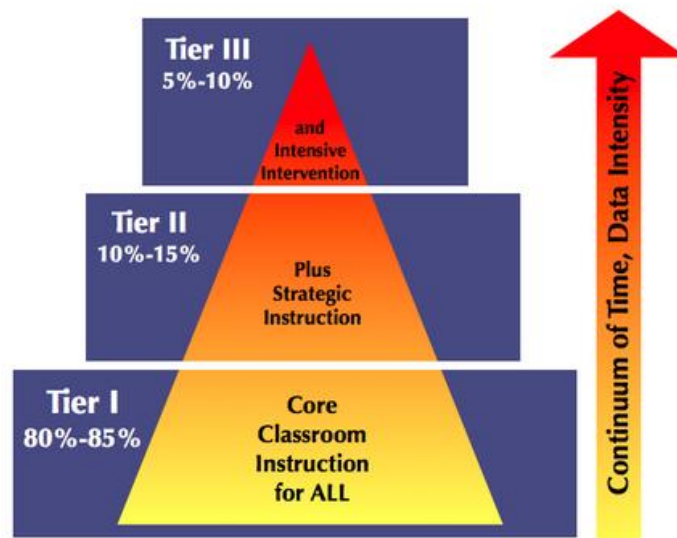 Tier III
5%-10%
and
Intensive
Intervention
Tier II
10%-15%
Plus
Strategic
Instruction
Tier I
80%-85%
Core
Classroom
Instruction
for ALL
Continuum of Time, Data Intensity